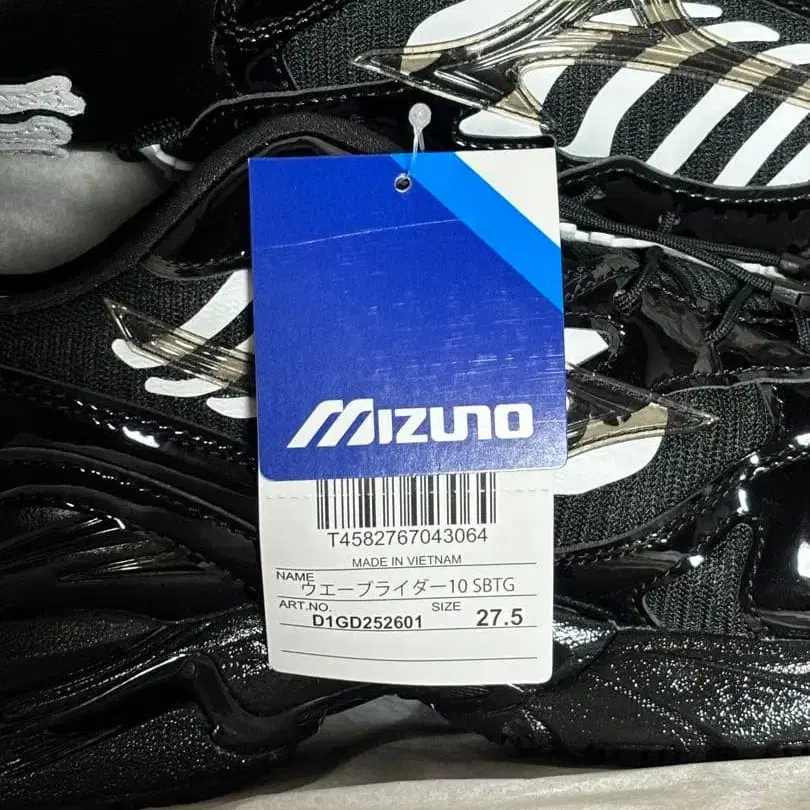 MIZUNO
T4582767043064
MADE IN VIETNAM
NAME ウエーブライダー10 SBTG
ART.NO. D1GD252601 SIZE 27.5